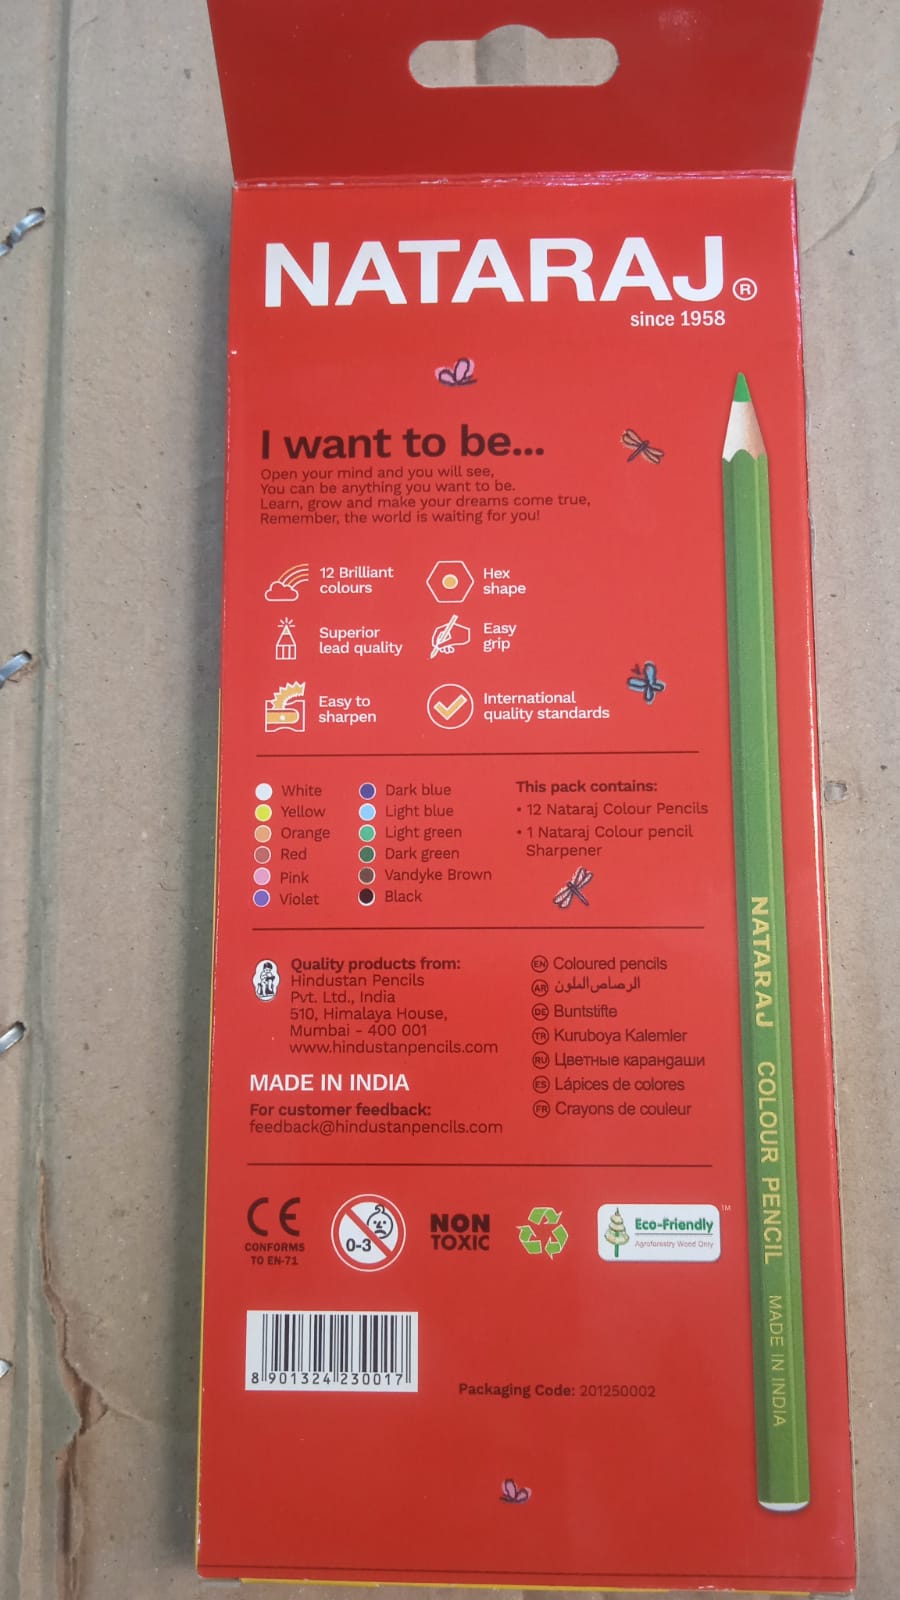 NATARAJ®
since 1958
I want to be...
Open your mind and you will see,
You can be anything you want to be.
Learn, grow and make your dreams come true,
Remember, the world is waiting for you!
12 Brilliant
colours
Hex
shape
Superior
lead quality
Easy
grip
Easy to
sharpen
International
quality standards
White
Yellow
Orange
Red
Pink
Violet
Dark blue
Light blue
Light green
Dark green
Vandyke Brown
Black
This pack contains:
• 12 Nataraj Colour Pencils
• 1 Nataraj Colour pencil
Sharpener
Quality products from:
Hindustan Pencils
Pvt. Ltd., India
510, Himalaya House,
Mumbai - 400 001
www.hindustanpencils.com
MADE IN INDIA
For customer feedback:
feedback@hindustanpencils.com
EN Coloured pencils
AR الرصاص الملون
DE Buntstifte
TR Kuruboya Kalemler
RU Цветные карандаши
ES Lápices de colores
FR Crayons de couleur
CE
CONFORMS
TO EN-71
0-3
NON
TOXIC
Eco-Friendly ™
Agroforestry Wood Only
8 901324 230017
Packaging Code: 201250002
NATARAJ COLOUR PENCIL MADE IN INDIA